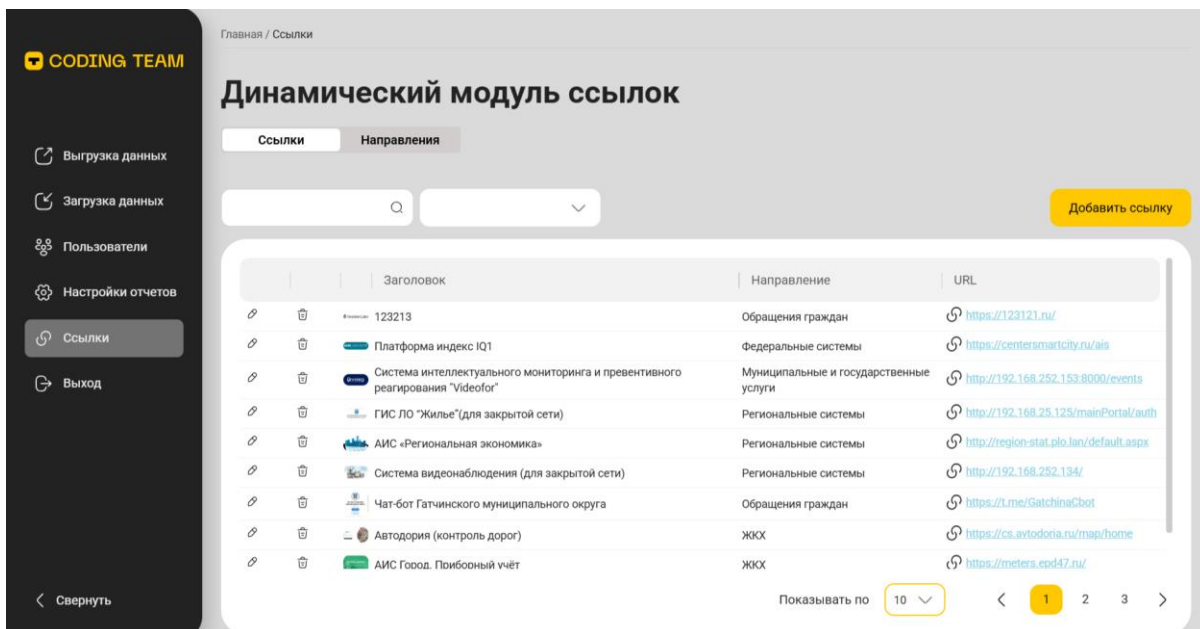 Главная / Ссылки
CODING TEAM
Динамический модуль ссылок
Ссылки
Направления
Выгрузка данных
Загрузка данных
Пользователи
Настройки отчетов
Ссылки
Выход
Свернуть
Добавить ссылку
Заголовок Направление URL
123213 Обращения граждан https://123121.ru/
Платформа индекс IQ1 Федеральные системы https://centersmartcity.ru/ais
Система интеллектуального мониторинга и превентивного
реагирования "Videofor"
Муниципальные и государственные
услуги
http://192.168.252.153:8000/events
ГИС ЛО "Жилье"(для закрытой сети) Региональные системы http://192.168.25.125/mainPortal/auth
АИС «Региональная экономика» Региональные системы http://region-stat.plo.lan/default.aspx
Система видеонаблюдения (для закрытой сети) Региональные системы http://192.168.252.134/
Чат-бот Гатчинского муниципального округа Обращения граждан https://t.me/GatchinaCbot
Автодория (контроль дорог) ЖКХ https://cs.avtodoria.ru/map/home
АИС Город. Приборный учёт ЖКХ https://meters.epd47.ru/
Показывать по 10 1 2 3